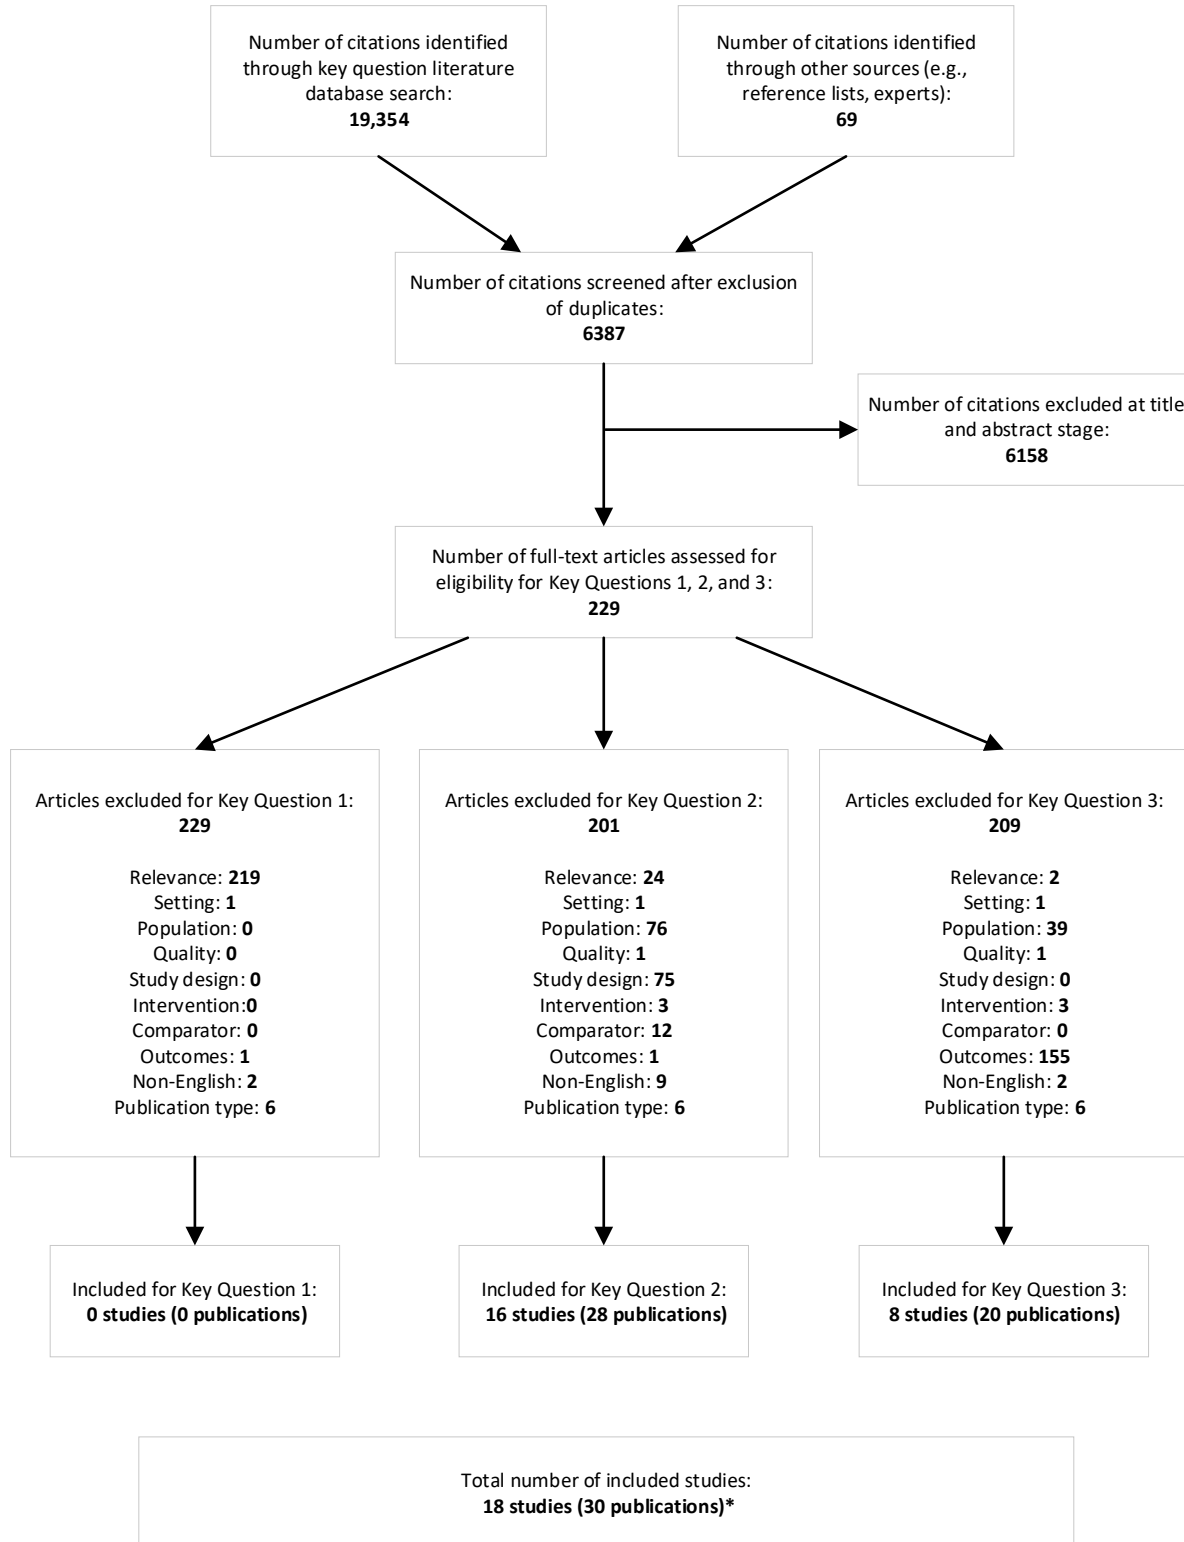 Number of citations identified
through key question literature
database search:
19,354
Number of citations identified
through other sources (e.g.,
reference lists, experts):
69
Number of citations screened after exclusion
of duplicates:
6387
Number of citations excluded at title
and abstract stage:
6158
Number of full-text articles assessed for
eligibility for Key Questions 1, 2, and 3:
229
Articles excluded for Key Question 1:
229
Relevance: 219
Setting: 1
Population: 0
Quality: 0
Study design: 0
Intervention:0
Comparator: 0
Outcomes: 1
Non-English: 2
Publication type: 6
Articles excluded for Key Question 2:
201
Relevance: 24
Setting: 1
Population: 76
Quality: 1
Study design: 75
Intervention: 3
Comparator: 12
Outcomes: 1
Non-English: 9
Publication type: 6
Articles excluded for Key Question 3:
209
Relevance: 2
Setting: 1
Population: 39
Quality: 1
Study design: 0
Intervention: 3
Comparator: 0
Outcomes: 155
Non-English: 2
Publication type: 6
Included for Key Question 1:
0 studies (0 publications)
Included for Key Question 2:
16 studies (28 publications)
Included for Key Question 3:
8 studies (20 publications)
Total number of included studies:
18 studies (30 publications)*